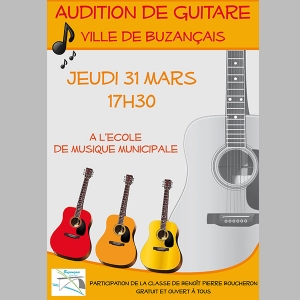 AUDITION DE GUITARE
VILLE DE BUZANÇAIS
JEUDI 31 MARS
17H30
A L'ECOLE
DE MUSIQUE MUNICIPALE
Buzançais
PARTICIPATION DE LA CLASSE DE BENOÎT PIERRE BOUCHERON
GRATUIT ET OUVERT À TOUS